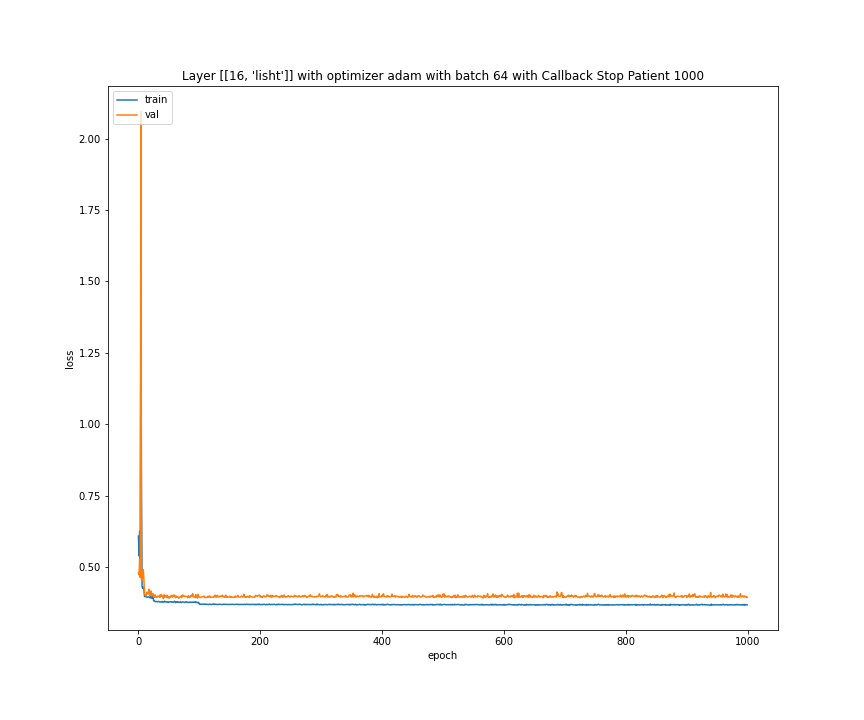 Layer [[16, 'lisht']] with optimizer adam with batch 64 with Callback Stop Patient 1000
train
val
2.00
1.75
1.50
1.25
1.00
0.75
0.50
loss
0
200
400
600
800
1000
epoch